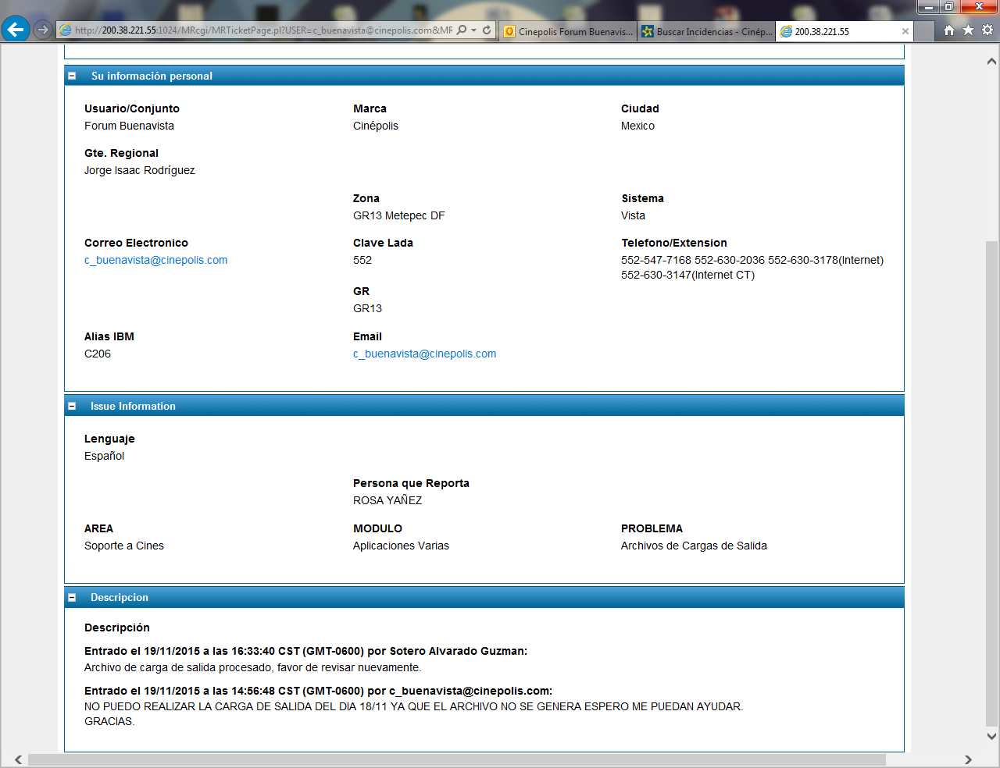 http://200.38.221.55:1024/MRcgi/MRTicketPage.pl?USER=c_buenavista@cinepolis.com&MF
Cinepolis Forum Buenavis...
Buscar Incidencias - Cinép...
200.38.221.55
Su información personal
Usuario/Conjunto Marca Ciudad
Forum Buenavista Cinépolis Mexico
Gte. Regional
Jorge Isaac Rodríguez
Zona Sistema
GR13 Metepec DF Vista
Correo Electronico Clave Lada Telefono/Extension
c_buenavista@cinepolis.com 552 552-547-7168 552-630-2036 552-630-3178(Internet)
552-630-3147(Internet CT)
GR
GR13
Alias IBM Email
C206 c_buenavista@cinepolis.com
Issue Information
Lenguaje
Español
Persona que Reporta
ROSA YAÑEZ
AREA MODULO PROBLEMA
Soporte a Cines Aplicaciones Varias Archivos de Cargas de Salida
Descripcion
Descripción
Entrado el 19/11/2015 a las 16:33:40 CST (GMT-0600) por Sotero Alvarado Guzman:
Archivo de carga de salida procesado, favor de revisar nuevamente.
Entrado el 19/11/2015 a las 14:56:48 CST (GMT-0600) por c_buenavista@cinepolis.com:
NO PUEDO REALIZAR LA CARGA DE SALIDA DEL DIA 18/11 YA QUE EL ARCHIVO NO SE GENERA ESPERO ME PUEDAN AYUDAR.
GRACIAS.